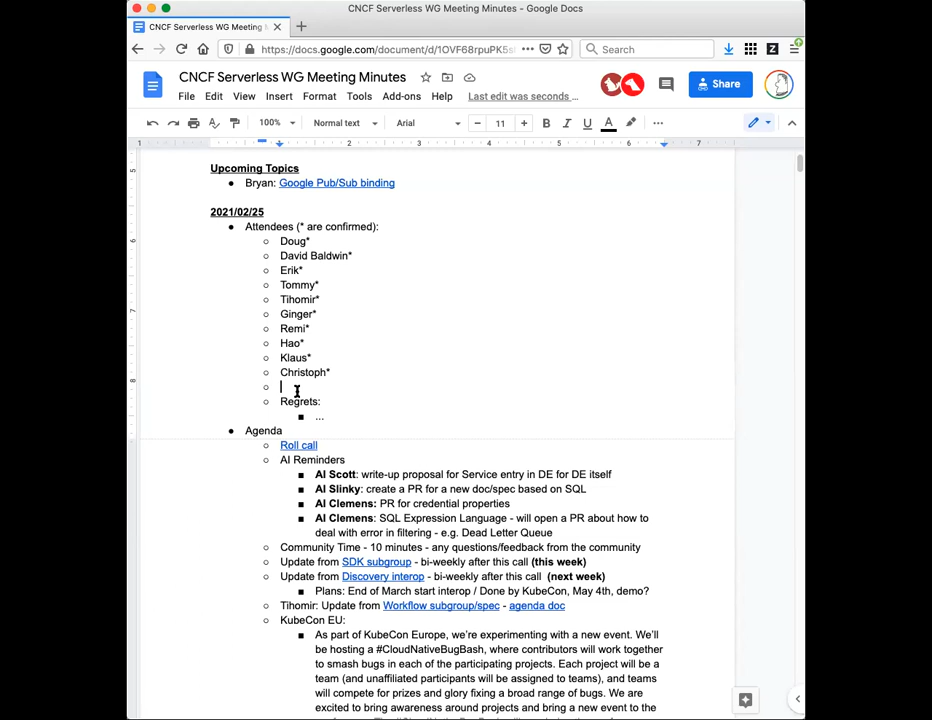 CNCF Serverless WG Meeting Minutes - Google Docs
CNCF Serverless WG Meeting
https://docs.google.com/document/d/1OVF68rpuPK5s
Search
CNCF Serverless WG Meeting Minutes
File Edit View Insert Format Tools Add-ons Help Last edit was seconds ...
Share
100% Normal text Arial 11 B I U A
1 2 3 4 5 6 7
Upcoming Topics
Bryan: Google Pub/Sub binding
2021/02/25
Attendees (* are confirmed):
Doug*
David Baldwin*
Erik*
Tommy*
Tihomir*
Ginger*
Remi*
Hao*
Klaus*
Christoph*
Regrets:
...
Agenda
Roll call
AI Reminders
AI Scott: write-up proposal for Service entry in DE for DE itself
AI Slinky: create a PR for a new doc/spec based on SQL
AI Clemens: PR for credential properties
AI Clemens: SQL Expression Language - will open a PR about how to
deal with error in filtering - e.g. Dead Letter Queue
Community Time - 10 minutes - any questions/feedback from the community
Update from SDK subgroup - bi-weekly after this call (this week)
Update from Discovery interop - bi-weekly after this call (next week)
Plans: End of March start interop / Done by KubeCon, May 4th, demo?
Tihomir: Update from Workflow subgroup/spec - agenda doc
KubeCon EU:
As part of KubeCon Europe, we're experimenting with a new event. We'll
be hosting a #CloudNativeBugBash, where contributors will work together
to smash bugs in each of the participating projects. Each project will be a
team (and unaffiliated participants will be assigned to teams), and teams
will compete for prizes and glory fixing a broad range of bugs. We are
excited to bring awareness around projects and bring a new event to the